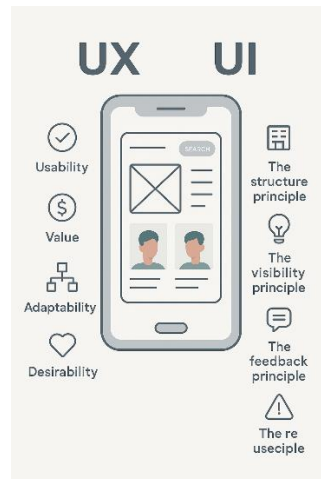 UX UI
SEARCH
Usability
Value
Adaptability
Desirability
The
structure
principle
The
visibility
principle
The
feedback
principle
The re
useciple